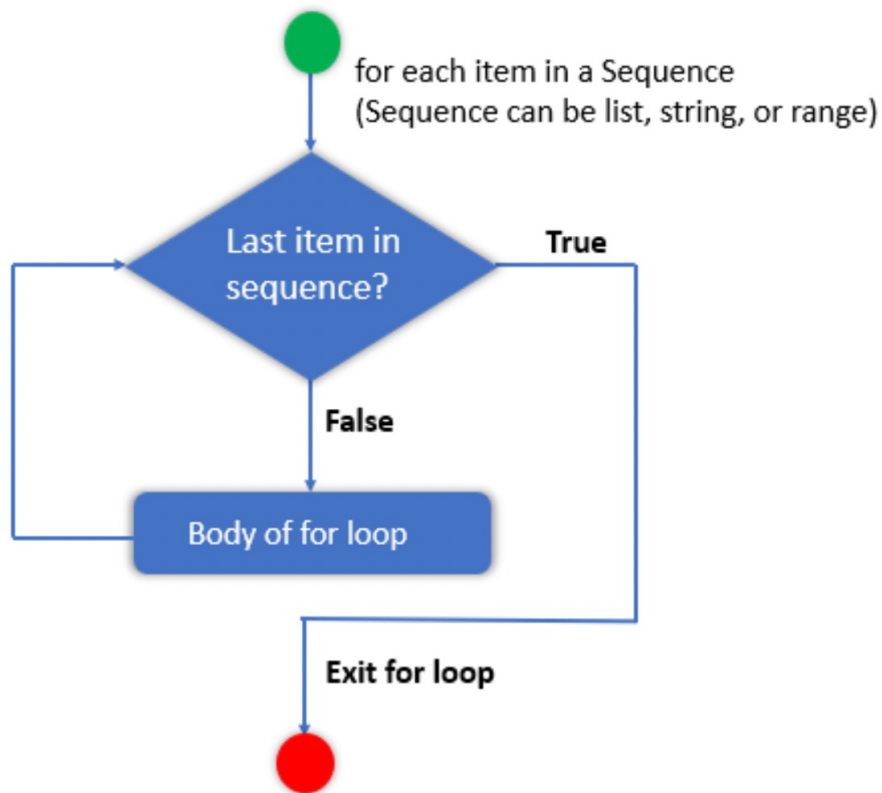 for each item in a Sequence
(Sequence can be list, string, or range)
Last item in
sequence?
True
False
Body of for loop
Exit for loop